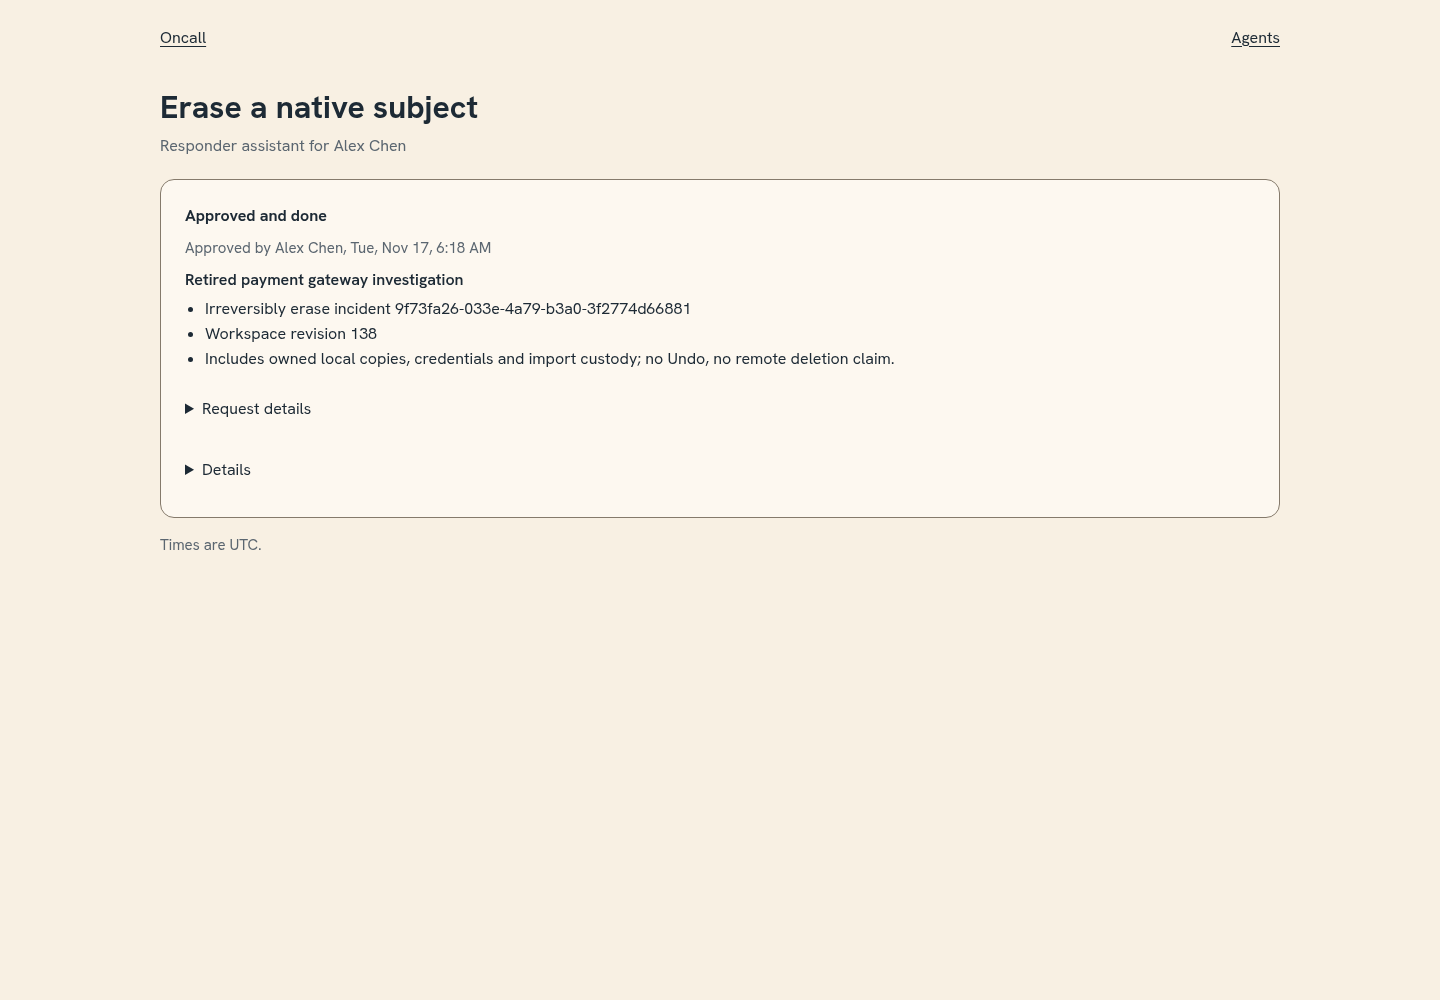 Oncall
Agents
Erase a native subject
Responder assistant for Alex Chen
Approved and done
Approved by Alex Chen, Tue, Nov 17, 6:18 AM
Retired payment gateway investigation
Irreversibly erase incident 9f73fa26-033e-4a79-b3a0-3f2774d66881
Workspace revision 138
Includes owned local copies, credentials and import custody; no Undo, no remote deletion claim.
Request details
Details
Times are UTC.